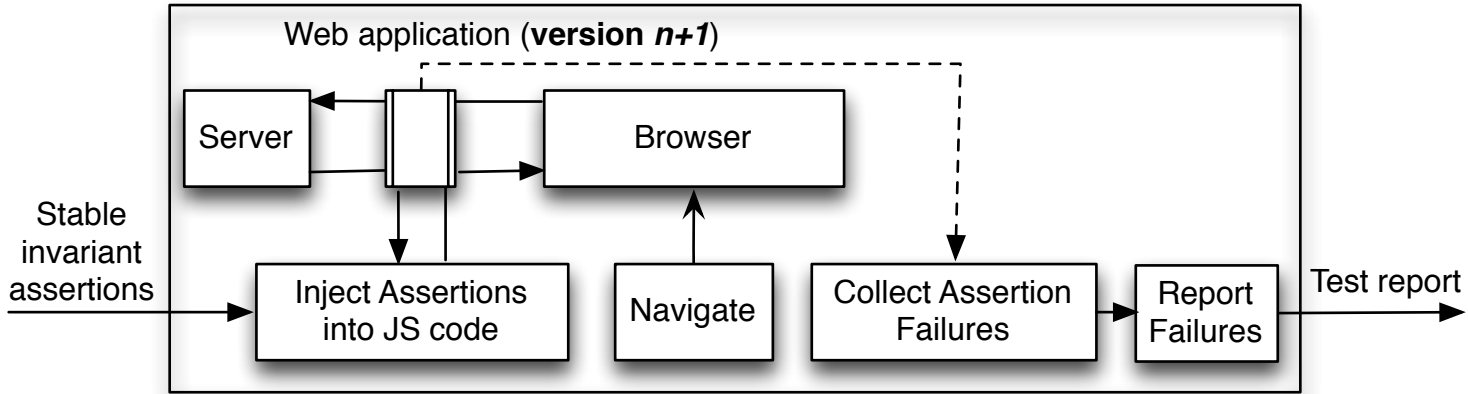 Web application (version n+1)
Server
Browser
Stable
invariant
assertions
Inject Assertions
into JS code
Navigate
Collect Assertion
Failures
Report
Failures
Test report